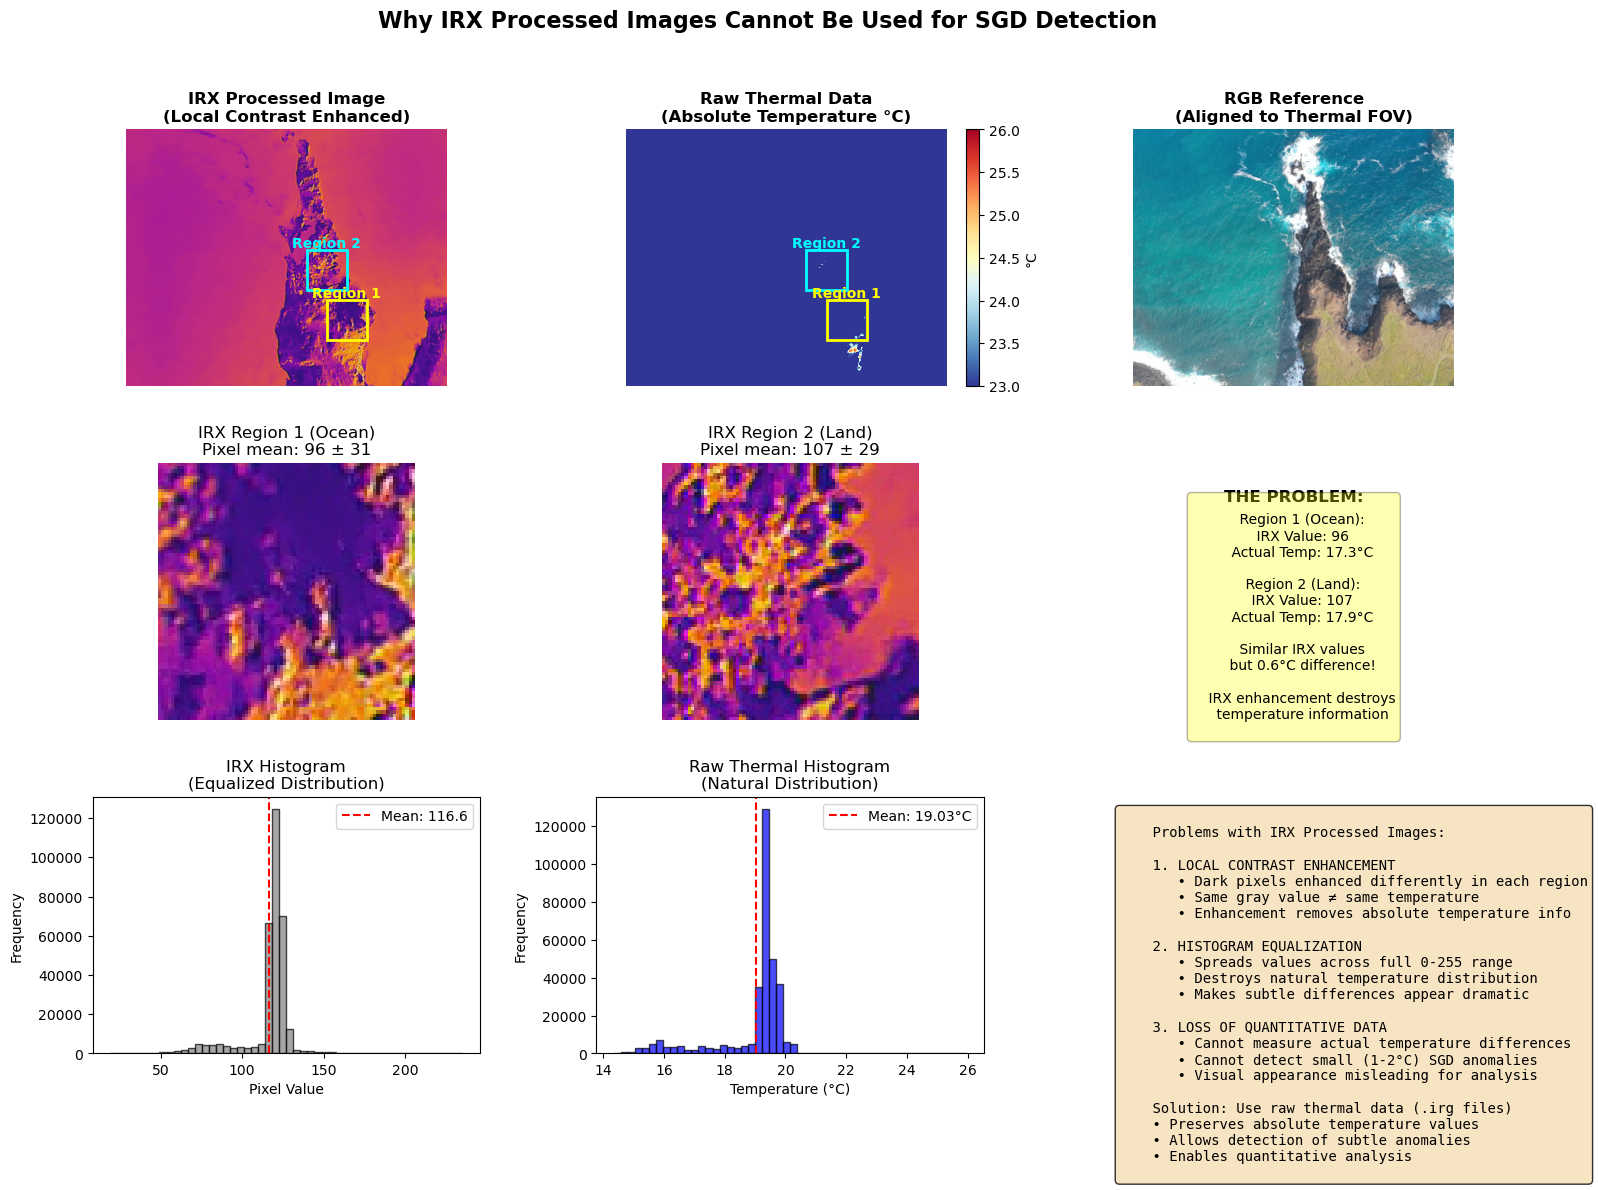 Why IRX Processed Images Cannot Be Used for SGD Detection
IRX Processed Image
(Local Contrast Enhanced)
Region 2
Region 1
Raw Thermal Data
(Absolute Temperature °C)
Region 2
Region 1
26.0
25.5
25.0
24.5
24.0
23.5
23.0
°C
RGB Reference
(Aligned to Thermal FOV)
IRX Region 1 (Ocean)
Pixel mean: 96 ± 31
IRX Region 2 (Land)
Pixel mean: 107 ± 29
THE PROBLEM:
Region 1 (Ocean):
IRX Value: 96
Actual Temp: 17.3°C
Region 2 (Land):
IRX Value: 107
Actual Temp: 17.9°C
Similar IRX values
but 0.6°C difference!
IRX enhancement destroys
temperature information
IRX Histogram
(Equalized Distribution)
Mean: 116.6
Frequency
120000
100000
80000
60000
40000
20000
0
50 100 150 200
Pixel Value
Raw Thermal Histogram
(Natural Distribution)
Mean: 19.03°C
Frequency
120000
100000
80000
60000
40000
20000
0
14 16 18 20 22 24 26
Temperature (°C)
Problems with IRX Processed Images:
1. LOCAL CONTRAST ENHANCEMENT
• Dark pixels enhanced differently in each region
• Same gray value ≠ same temperature
• Enhancement removes absolute temperature info
2. HISTOGRAM EQUALIZATION
• Spreads values across full 0-255 range
• Destroys natural temperature distribution
• Makes subtle differences appear dramatic
3. LOSS OF QUANTITATIVE DATA
• Cannot measure actual temperature differences
• Cannot detect small (1-2°C) SGD anomalies
• Visual appearance misleading for analysis
Solution: Use raw thermal data (.irg files)
• Preserves absolute temperature values
• Allows detection of subtle anomalies
• Enables quantitative analysis